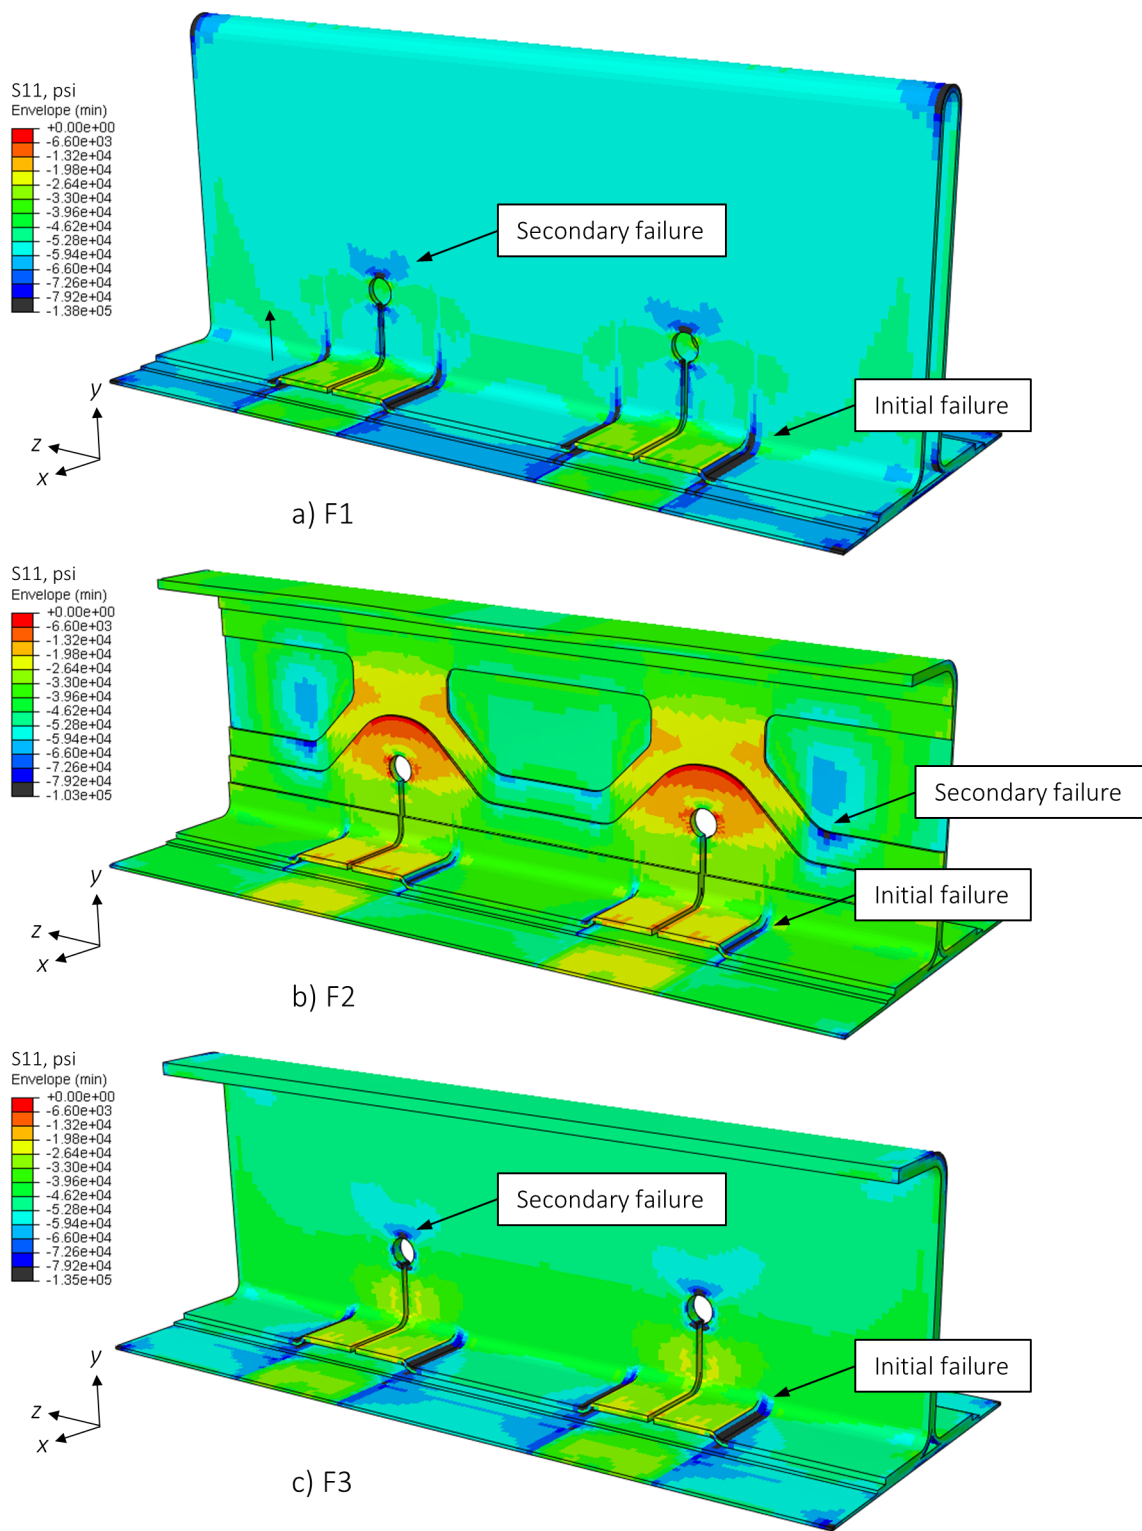 S11, psi
Envelope (min)
+0.00e+00
-6.60e+03
-1.32e+04
-1.98e+04
-2.64e+04
-3.30e+04
-3.96e+04
-4.62e+04
-5.28e+04
-5.94e+04
-6.60e+04
-7.26e+04
-7.92e+04
-1.38e+05
Secondary failure
Initial failure
y
z
x
a) F1
S11, psi
Envelope (min)
+0.00e+00
-6.60e+03
-1.32e+04
-1.98e+04
-2.64e+04
-3.30e+04
-3.96e+04
-4.62e+04
-5.28e+04
-5.94e+04
-6.60e+04
-7.26e+04
-7.92e+04
-1.03e+05
Secondary failure
Initial failure
y
z
x
b) F2
S11, psi
Envelope (min)
+0.00e+00
-6.60e+03
-1.32e+04
-1.98e+04
-2.64e+04
-3.30e+04
-3.96e+04
-4.62e+04
-5.28e+04
-5.94e+04
-6.60e+04
-7.26e+04
-7.92e+04
-1.35e+05
Secondary failure
Initial failure
y
z
x
c) F3